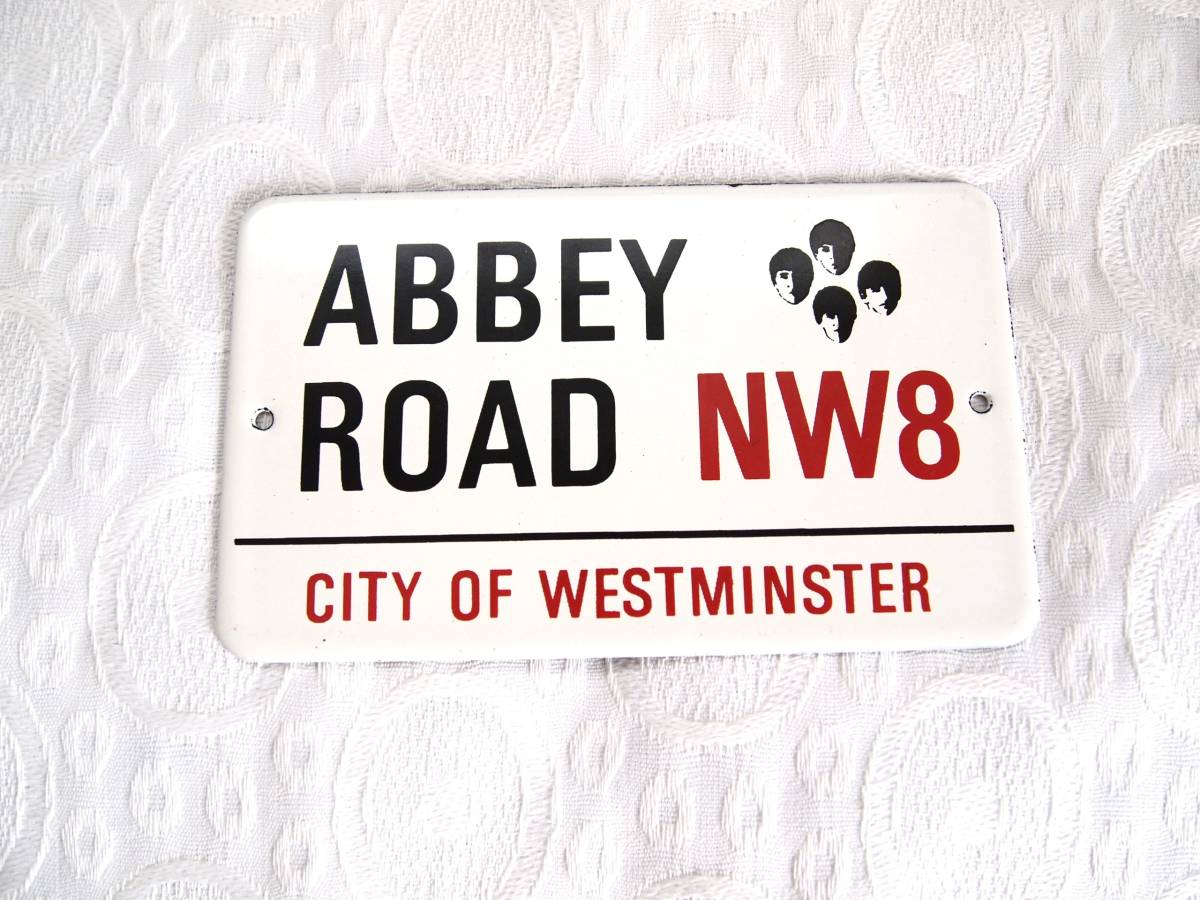 ABBEY
ROAD NW8
CITY OF WESTMINSTER